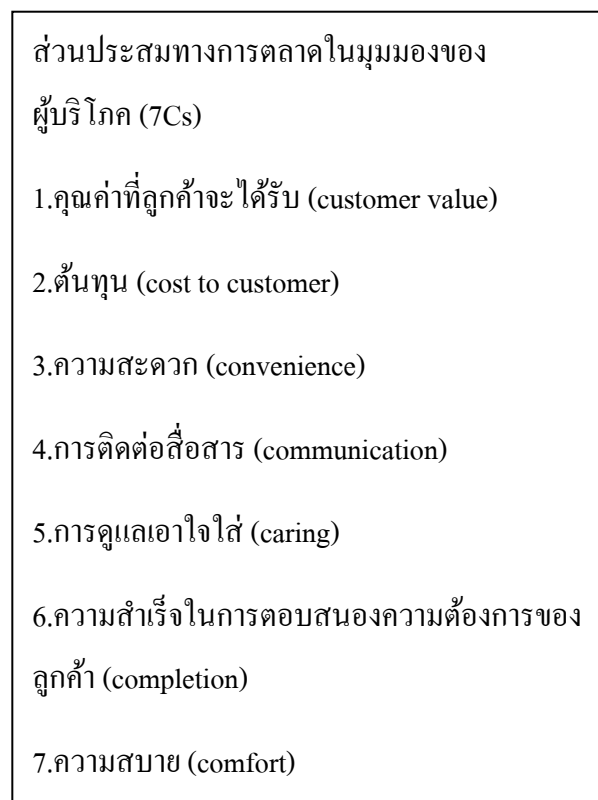 ส่วนประสมทางการตลาดในมุมมองของ
ผู้บริโภค (7Cs)
1.คุณค่าที่ลูกค้าจะได้รับ (customer value)
2.ต้นทุน (cost to customer)
3.ความสะดวก (convenience)
4.การติดต่อสื่อสาร (communication)
5.การดูแลเอาใจใส่ (caring)
6.ความสำเร็จในการตอบสนองความต้องการของ
ลูกค้า (completion)
7.ความสบาย (comfort)